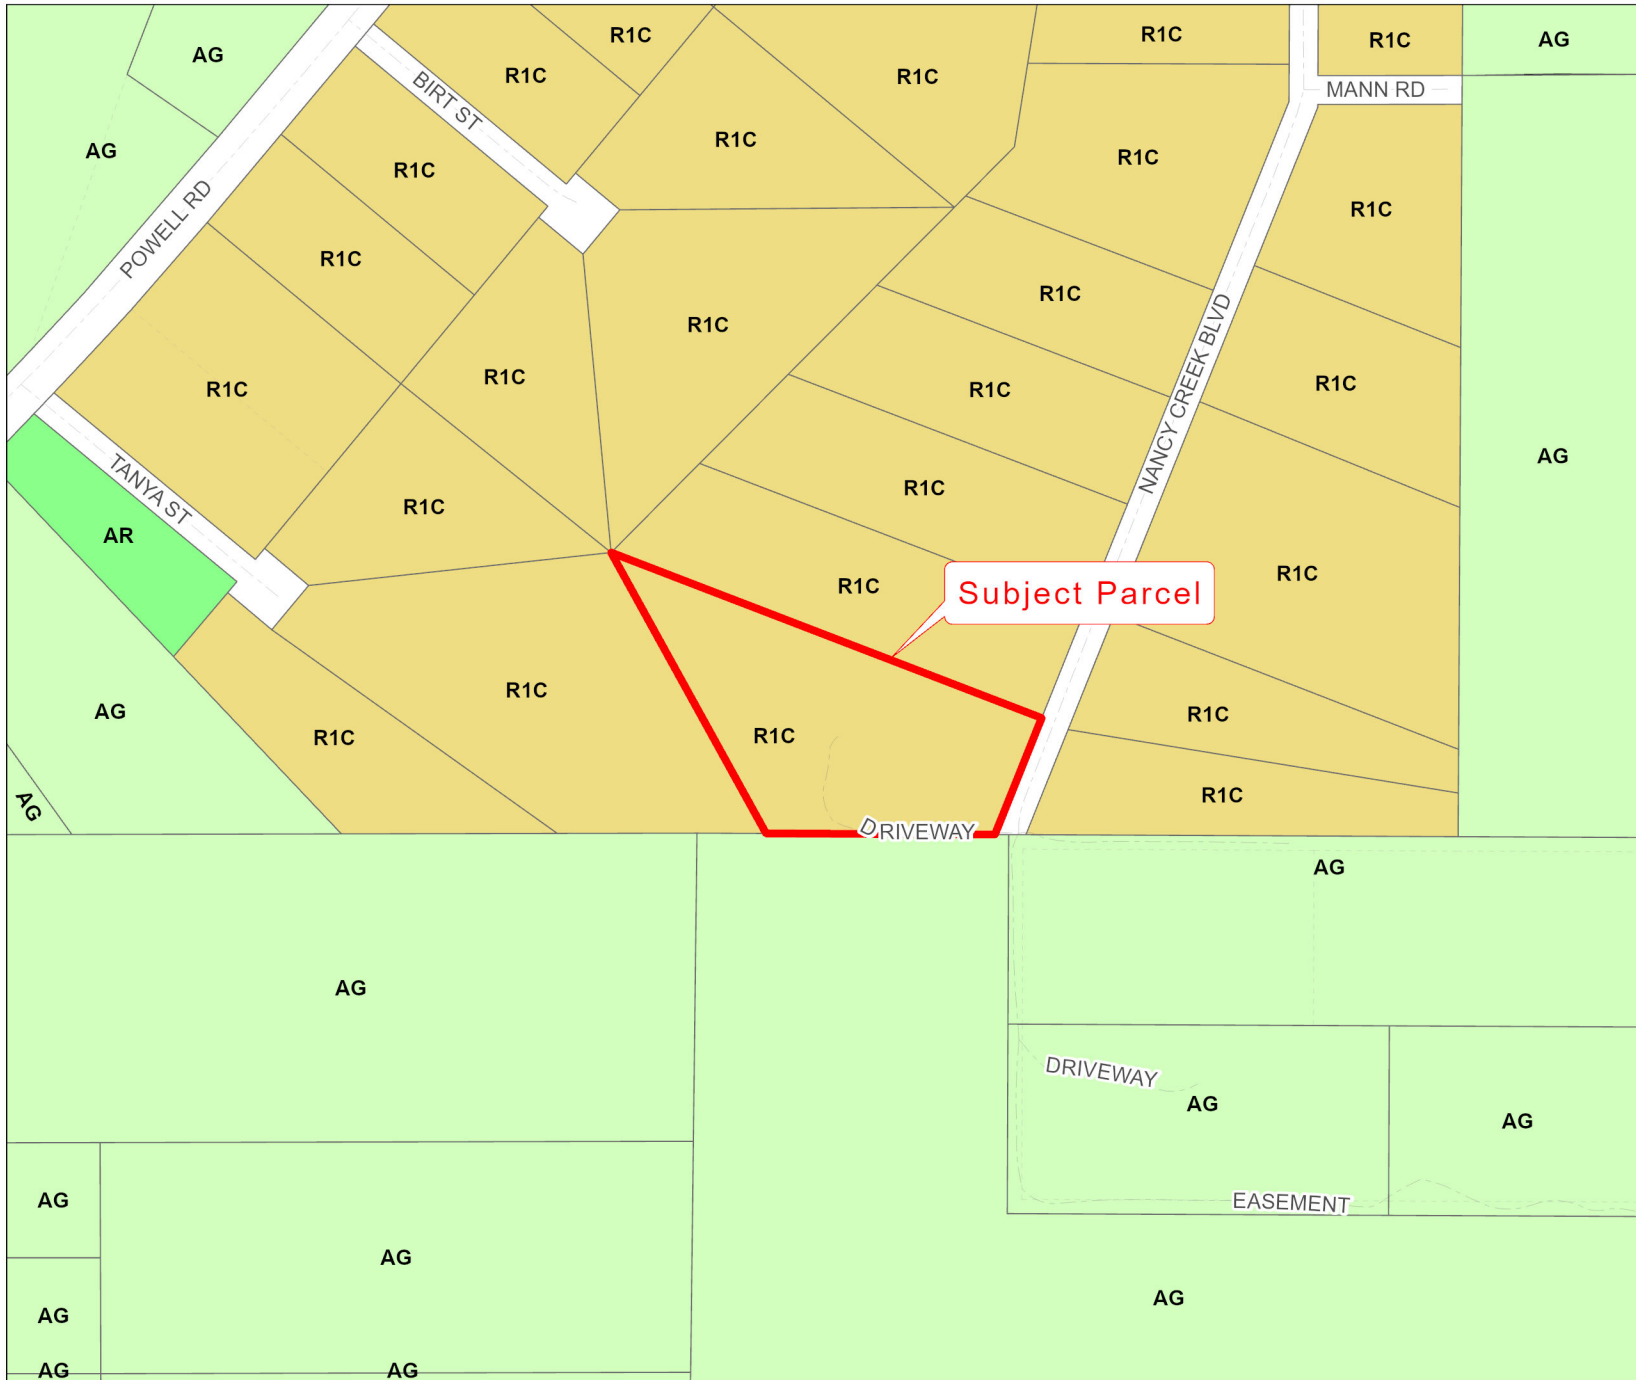 R1C
R1C
R1C
AG
AG
R1C
R1C
MANN RD
BIRT ST
R1C
AG
R1C
R1C
R1C
R1C
POWELL RD
R1C
R1C
R1C
NANCY CREEK BLVD
R1C
R1C
R1C
R1C
R1C
AG
TANYA ST
R1C
R1C
AR
R1C
R1C
Subject Parcel
R1C
AG
R1C
R1C
R1C
R1C
AG
DRIVEWAY
AG
AG
DRIVEWAY
AG
AG
AG
EASEMENT
AG
AG
AG
AG
AG